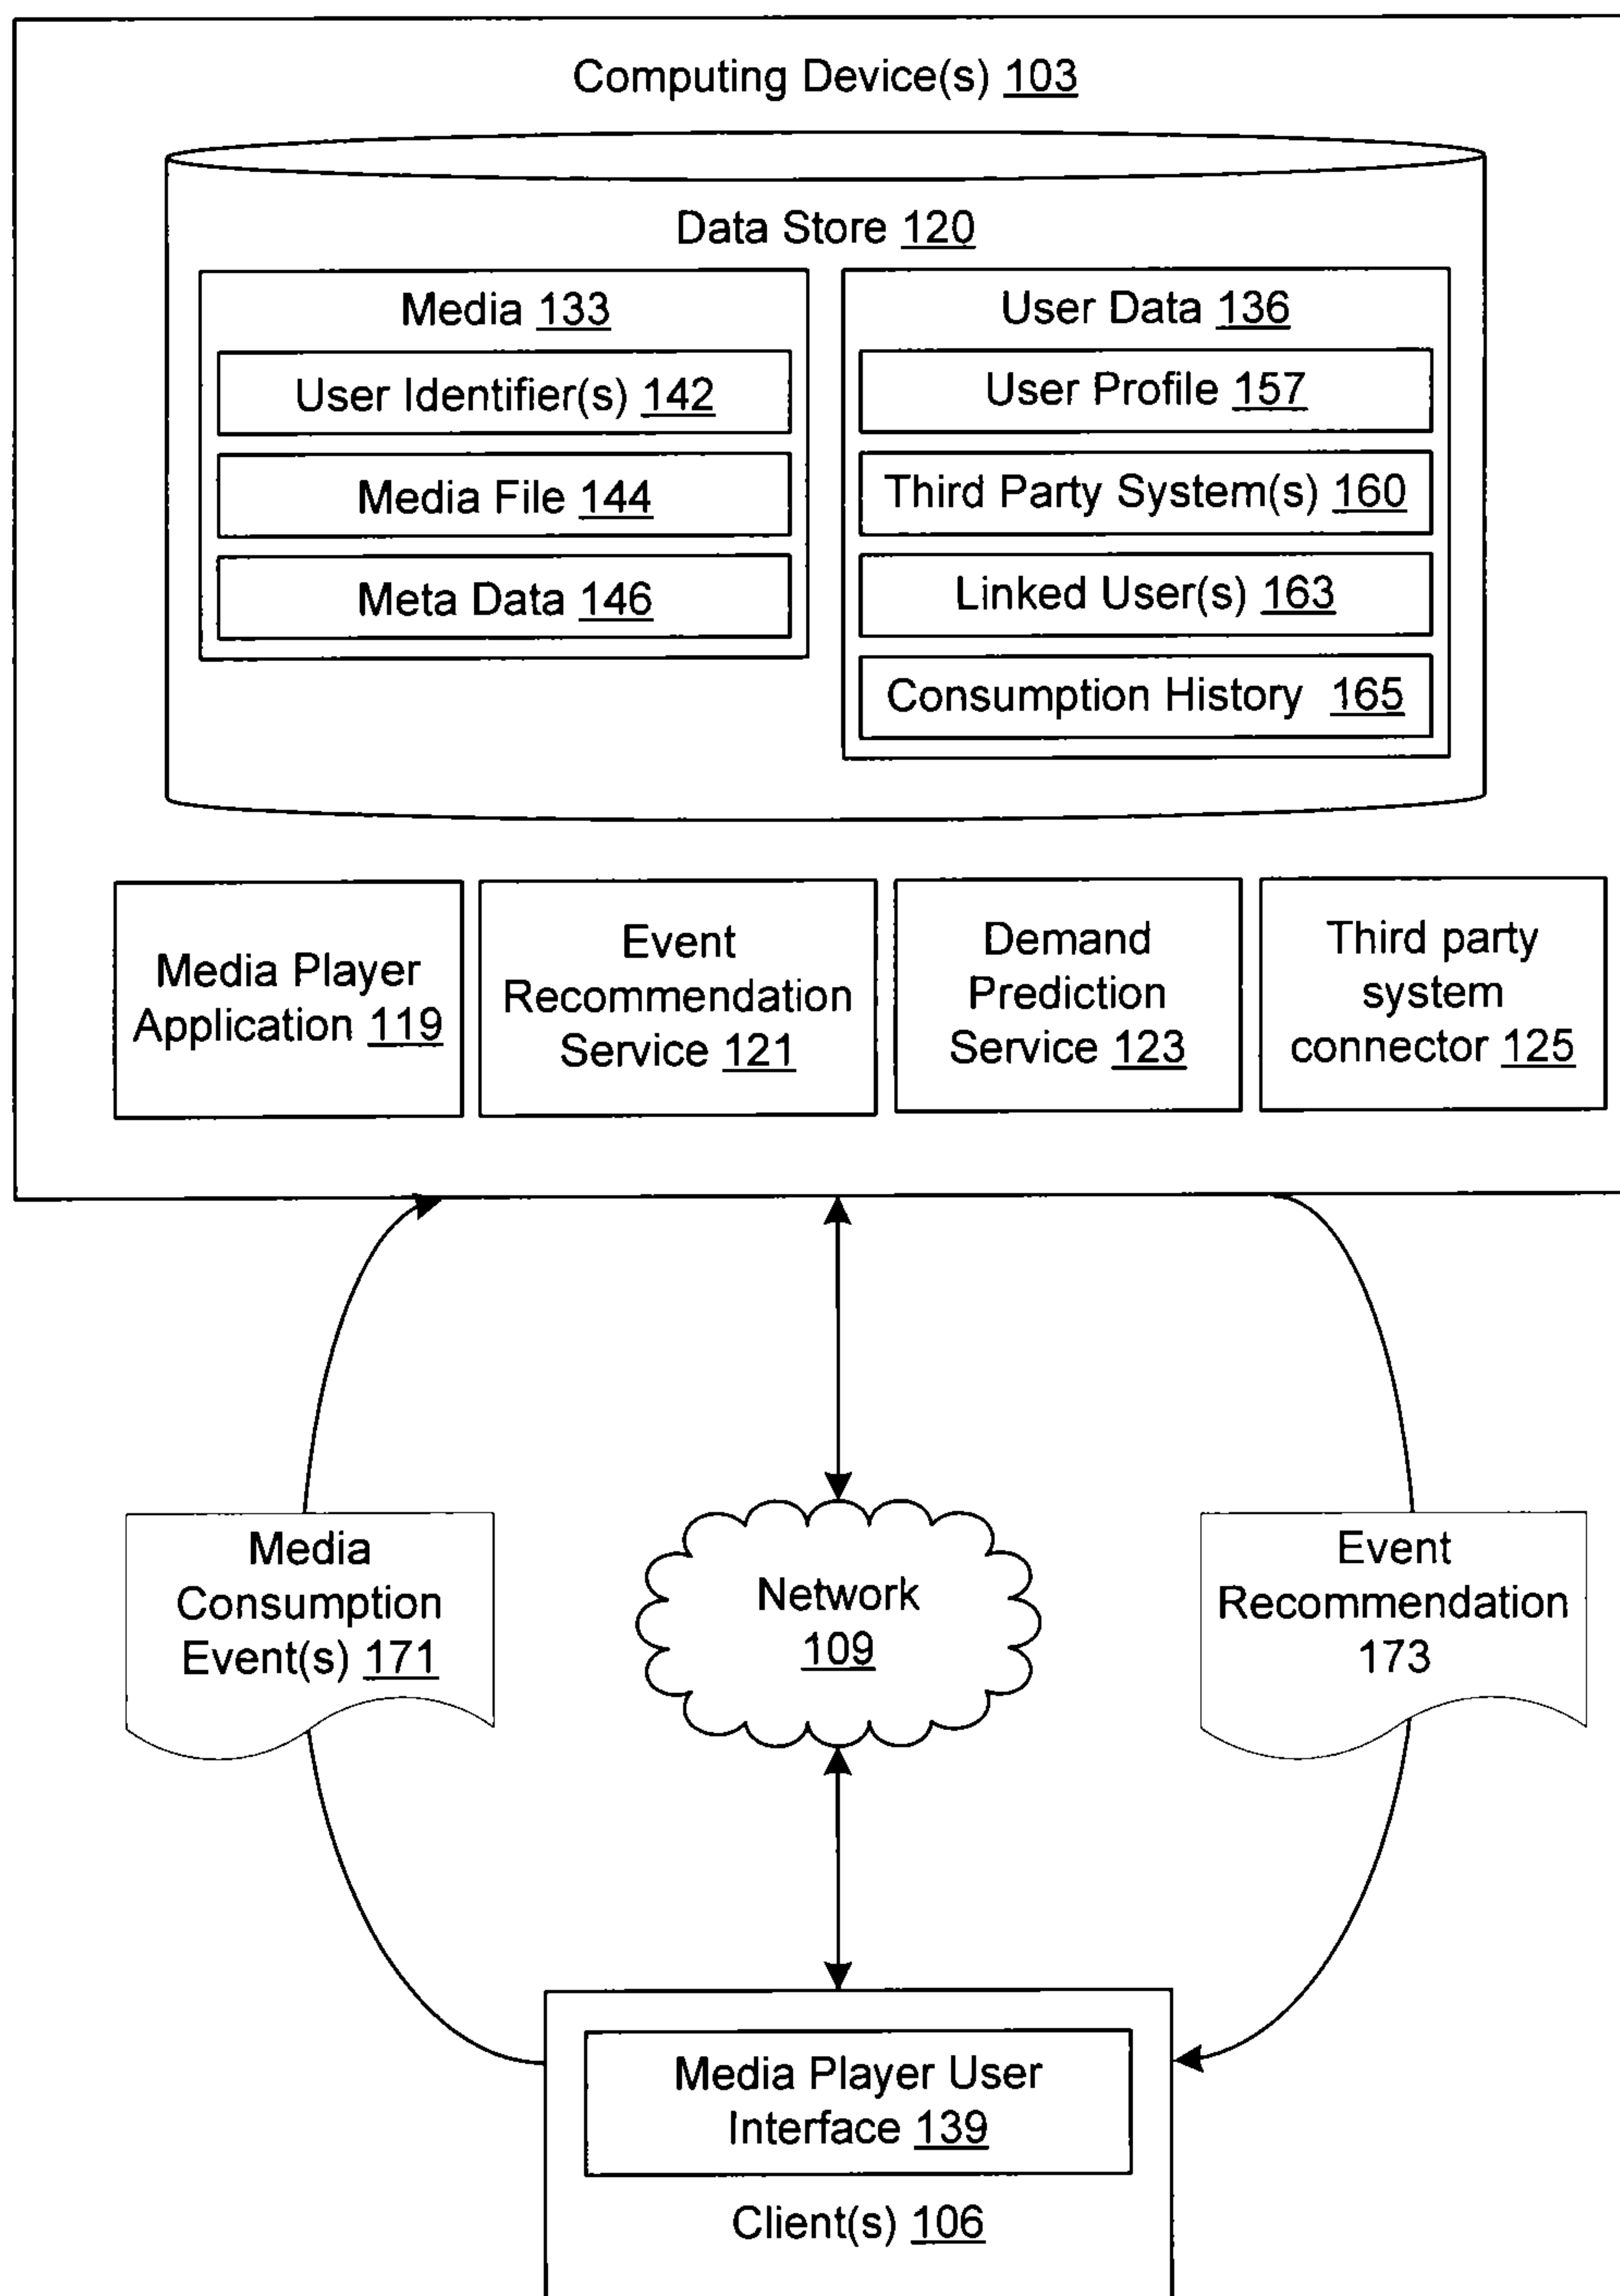 Computing Device(s) 103
Data Store 120
Media 133
User Identifier(s) 142
Media File 144
Meta Data 146
User Data 136
User Profile 157
Third Party System(s) 160
Linked User(s) 163
Consumption History 165
Media Player
Application 119
Event
Recommendation
Service 121
Demand
Prediction
Service 123
Third party
system
connector 125
Media
Consumption
Event(s) 171
Network
109
Event
Recommendation
173
Media Player User
Interface 139
Client(s) 106